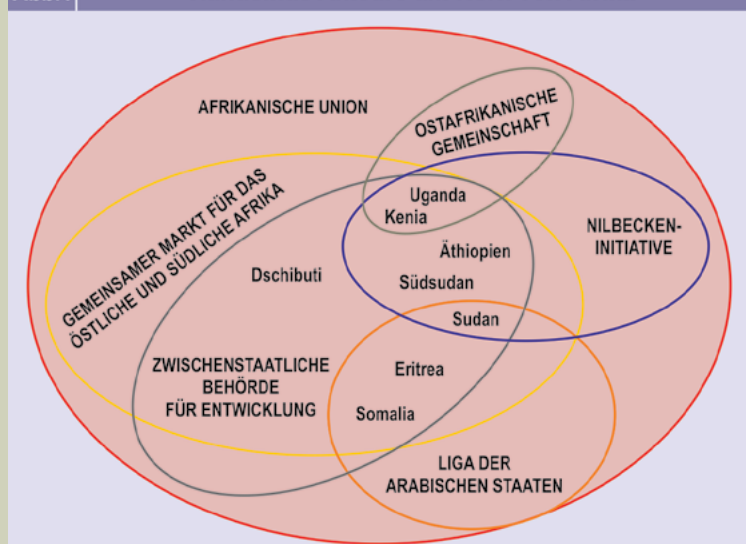 AFRIKANISCHE UNION
OSTAFRIKANISCHE
GEMEINSCHAFT
GEMEINSAMER MARKT FÜR DAS
ÖSTLICHE UND SÜDLICHE AFRIKA
Uganda
Kenia
NILBECKEN-
INITIATIVE
Äthiopien
Dschibuti
Südsudan
Sudan
ZWISCHENSTAATLICHE
BEHÖRDE
FÜR ENTWICKLUNG
Eritrea
Somalia
LIGA DER
ARABISCHEN STAATEN